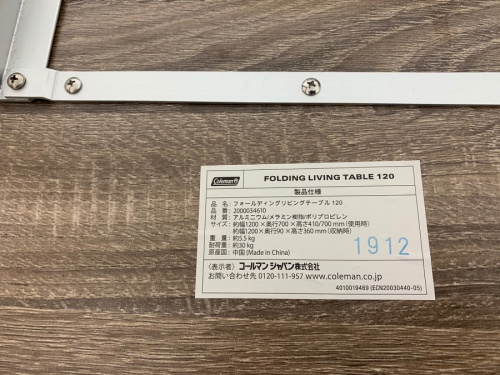 Coleman
FOLDING LIVING TABLE 120
製品仕様
品 名：フォールディングリビングテーブル 120
品 番：2000034610
材 質：アルミニウム/メラミン樹脂/ポリプロピレン
サイズ：約幅1200×奥行700×高さ410/700 mm（使用時）
約幅1200×奥行90×高さ360 mm（収納時）
重 量：約5.5 kg
耐荷重：約30 kg
原産国：中国 (Made in China)
1912
〈表示者〉コールマン ジャパン株式会社
お問い合わせ先 0120-111-957 www.coleman.co.jp
4010019469 (ECN20030440-05)